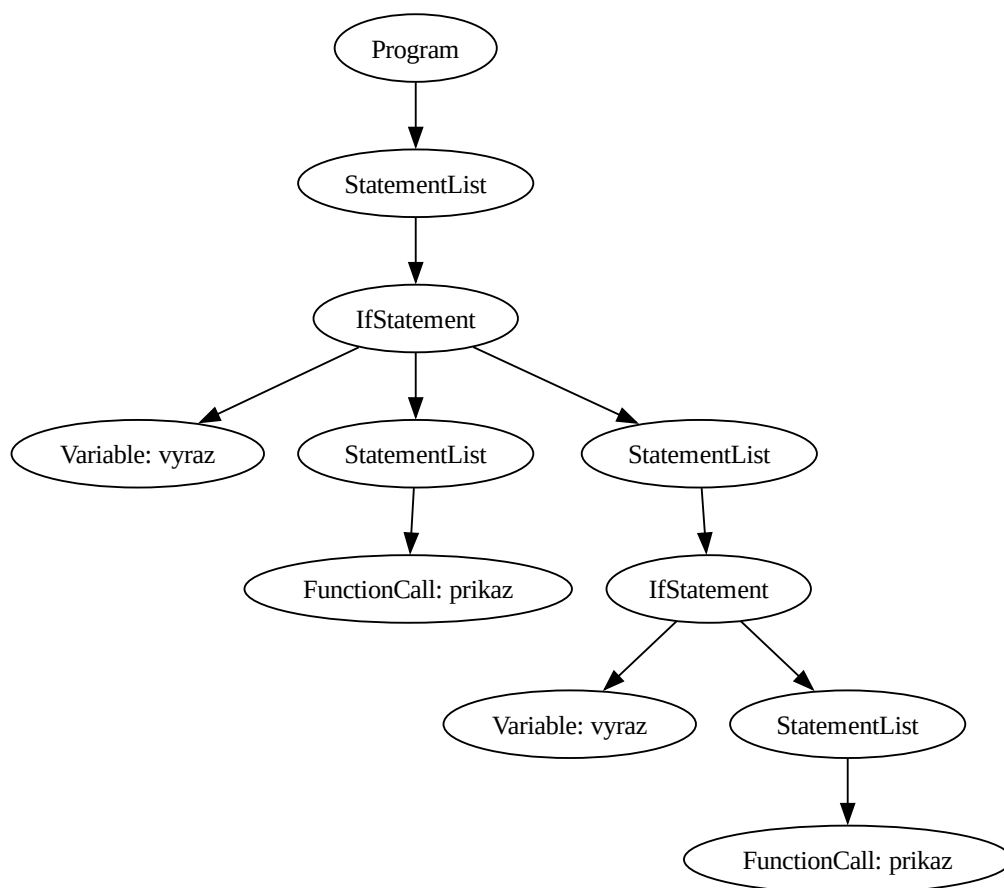 Program
StatementList
IfStatement
Variable: vyraz
StatementList
StatementList
FunctionCall: prikaz
IfStatement
Variable: vyraz
StatementList
FunctionCall: prikaz